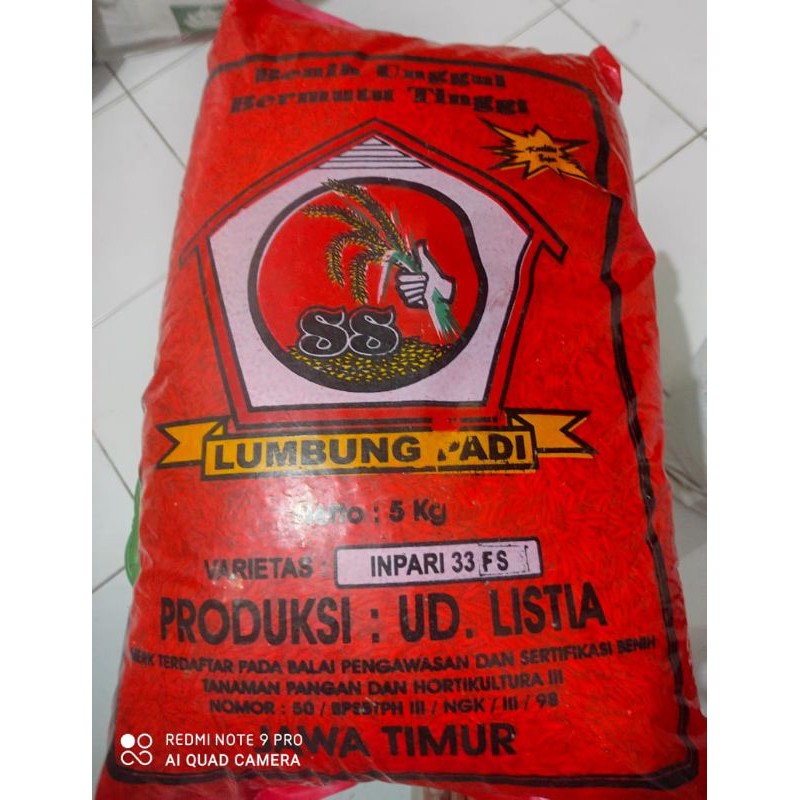 Benih Unggul
Bermutu Tinggi
SS
LUMBUNG PADI
Netto : 5 Kg
VARIETAS : INPARI 33 FS
PRODUKSI : UD. LISTIA
MERK TERDAFTAR PADA BALAI PENGAWASAN DAN SERTIFIKASI BENIH
TANAMAN PANGAN DAN HORTIKULTURA III
NOMOR : 50 / BPSBTPH III / NGK / III / 98
JAWA TIMUR
REDMI NOTE 9 PRO
AI QUAD CAMERA